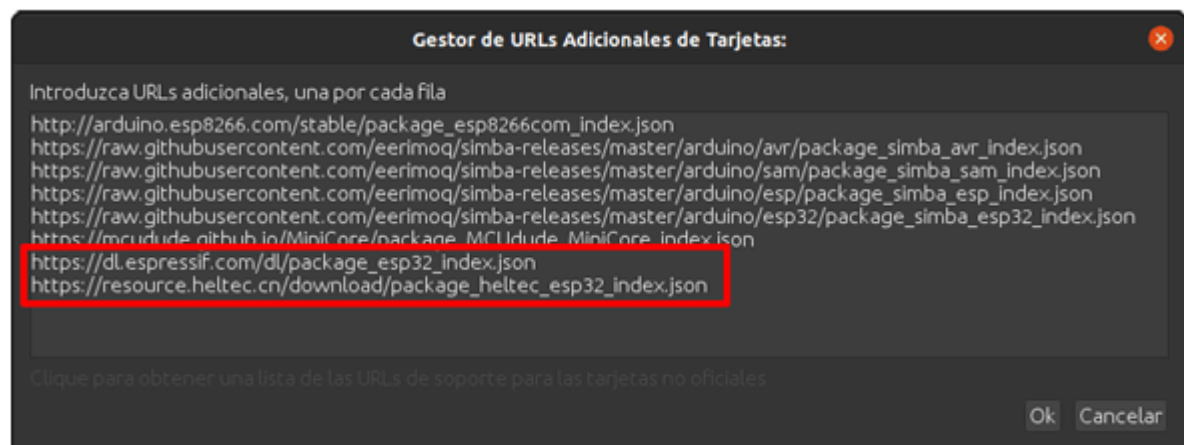 Gestor de URLs Adicionales de Tarjetas:
Introduzca URLs adicionales, una por cada fila
http://arduino.esp8266.com/stable/package_esp8266com_index.json
https://raw.githubusercontent.com/eerimoq/simba-releases/master/arduino/avr/package_simba_avr_index.json
https://raw.githubusercontent.com/eerimoq/simba-releases/master/arduino/sam/package_simba_sam_index.json
https://raw.githubusercontent.com/eerimoq/simba-releases/master/arduino/esp/package_simba_esp_index.json
https://raw.githubusercontent.com/eerimoq/simba-releases/master/arduino/esp32/package_simba_esp32_index.json
https://mcudude.github.io/MiniCore/package_MCUdude_MiniCore_index.json
https://dl.espressif.com/dl/package_esp32_index.json
https://resource.heltec.cn/download/package_heltec_esp32_index.json
Clique para obtener una lista de las URLs de soporte para las tarjetas no oficiales
Ok Cancelar